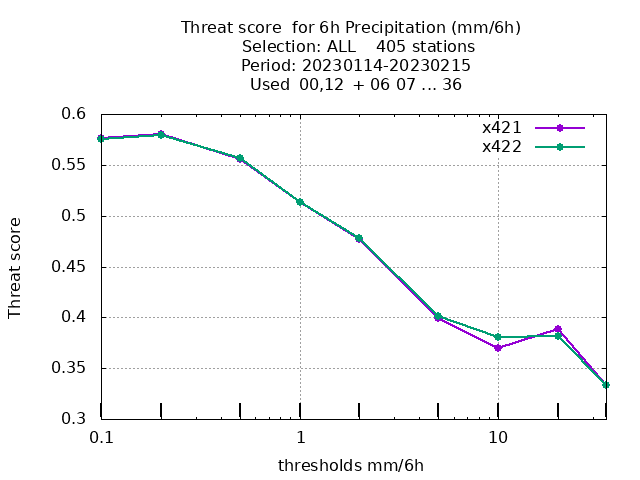 Threat score  for 6h Precipitation (mm/6h)
Selection: ALL    405 stations
Period: 20230114-20230215
Used  00,12  + 06 07 ... 36
x421
x422
0.6
0.55
0.5
0.45
0.4
0.35
0.3
Threat score
0.1
1
10
thresholds mm/6h